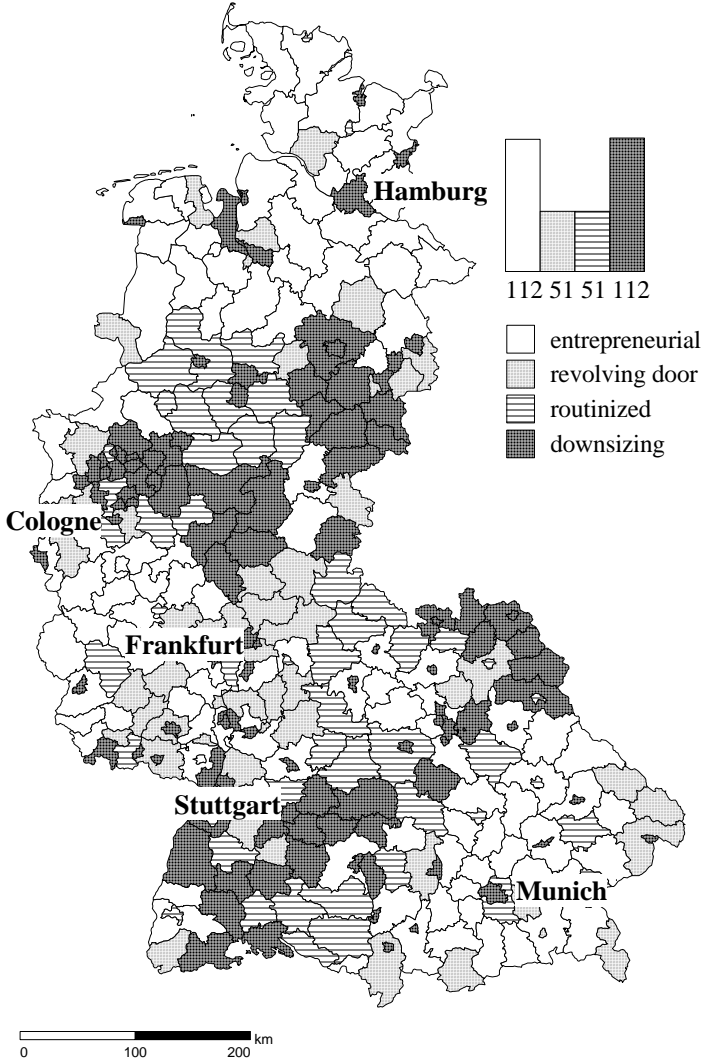 Hamburg
112 51 51 112
entrepreneurial
revolving door
routinized
downsizing
Cologne
Frankfurt
Stuttgart
Munich
km
0 100 200